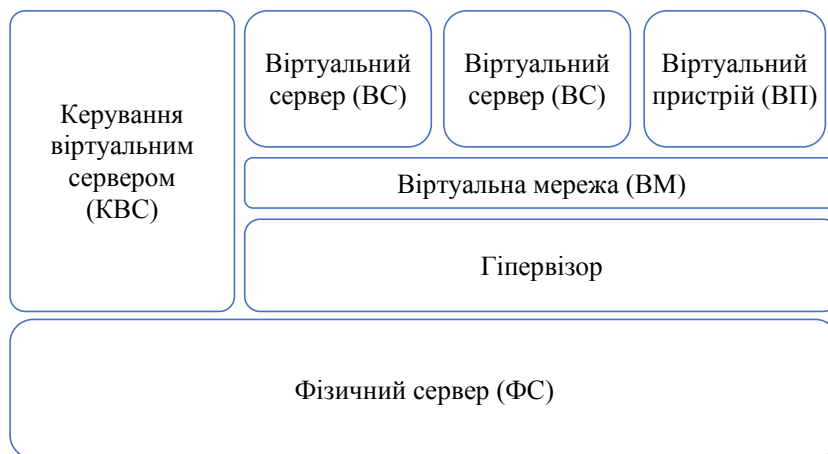 Керування
віртуальним
сервером
(КВС)
Віртуальний
сервер (ВС)
Віртуальний
сервер (ВС)
Віртуальний
пристрій (ВП)
Віртуальна мережа (ВМ)
Гіпервізор
Фізичний сервер (ФС)